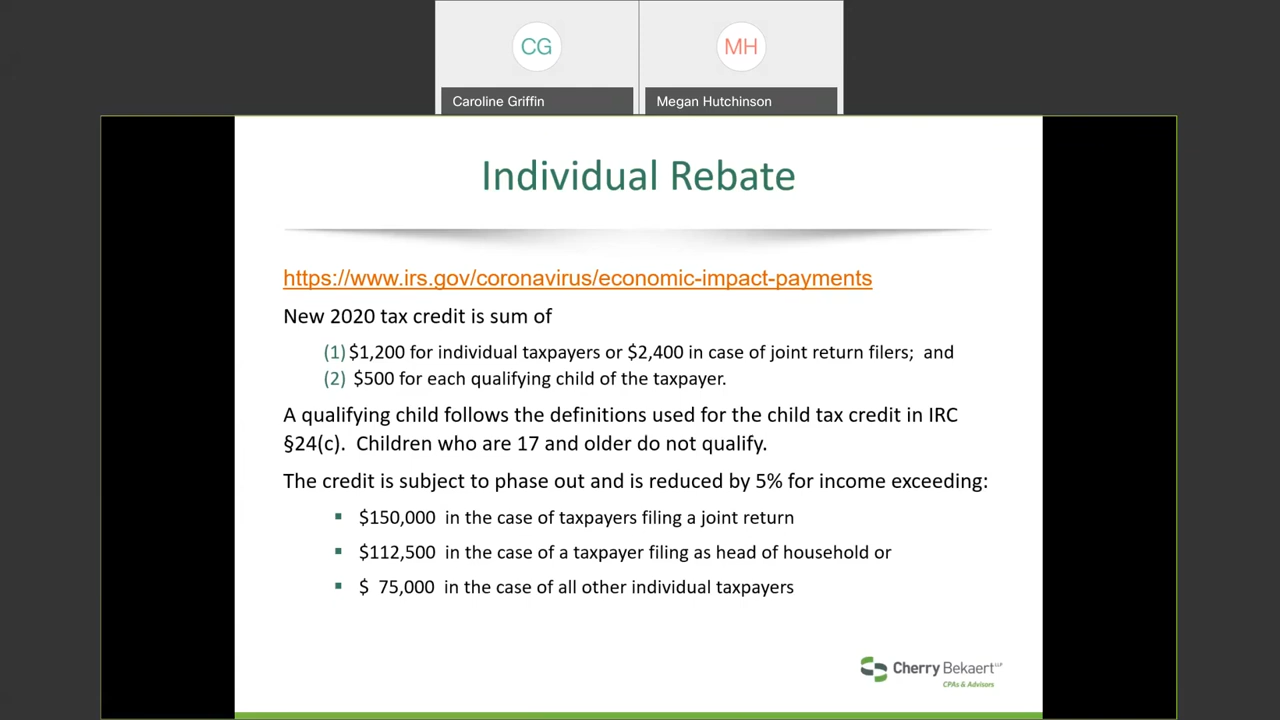 CG
MH
Caroline Griffin
Megan Hutchinson
Individual Rebate
https://www.irs.gov/coronavirus/economic-impact-payments
New 2020 tax credit is sum of
(1) $1,200 for individual taxpayers or $2,400 in case of joint return filers;  and
(2)  $500 for each qualifying child of the taxpayer.
A qualifying child follows the definitions used for the child tax credit in IRC
§24(c).  Children who are 17 and older do not qualify.
The credit is subject to phase out and is reduced by 5% for income exceeding:
▪ $150,000  in the case of taxpayers filing a joint return
▪ $112,500  in the case of a taxpayer filing as head of household or
▪ $  75,000  in the case of all other individual taxpayers
Cherry Bekaert LLP
CPAs & Advisors